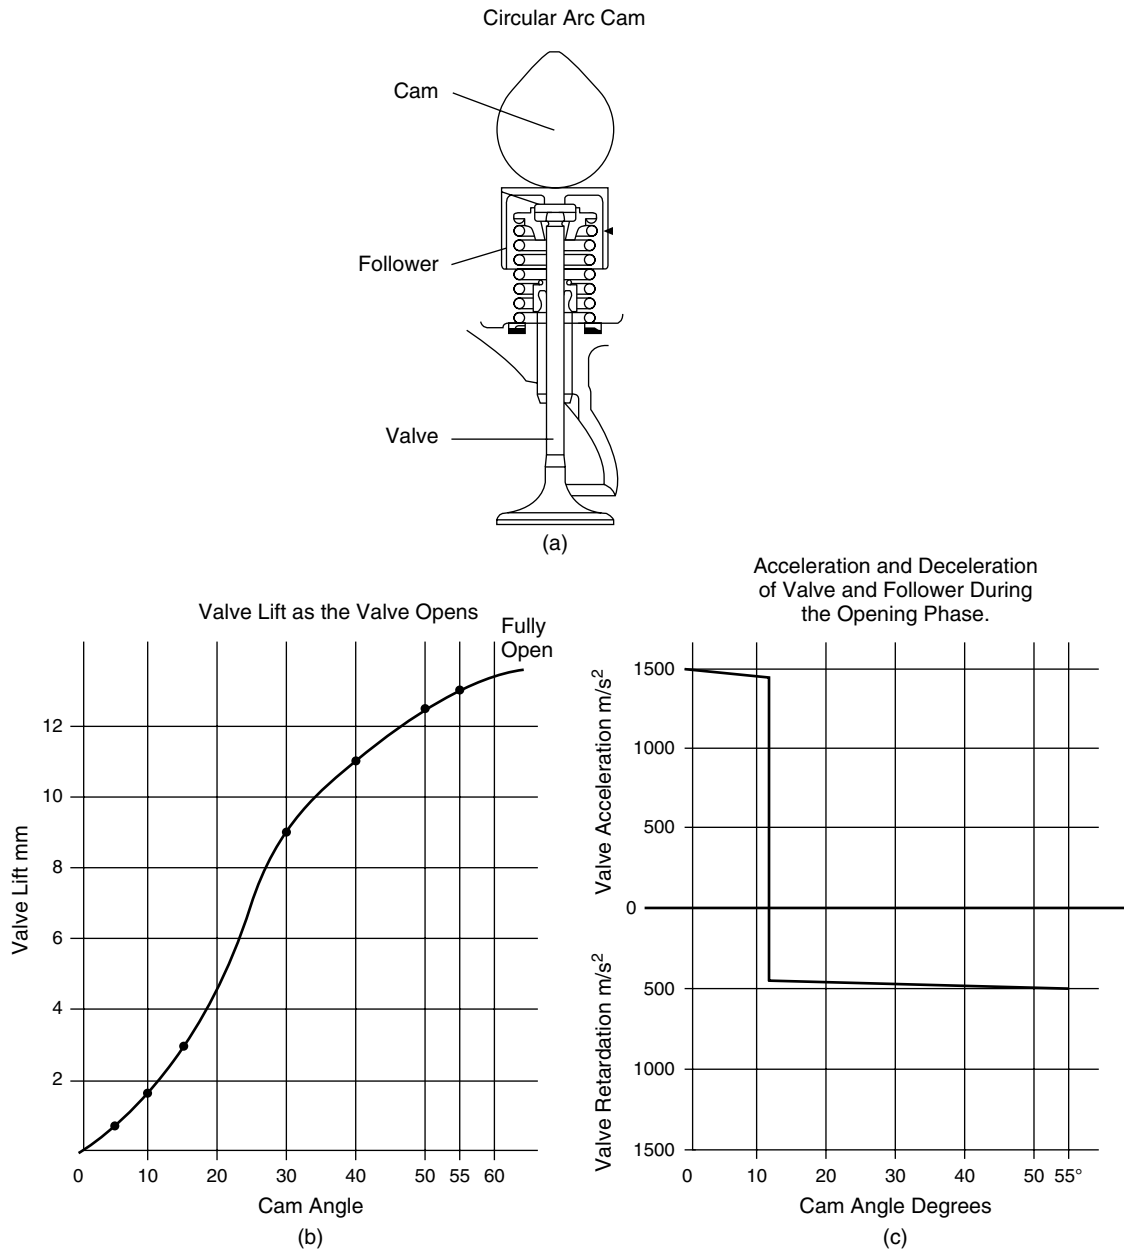 Circular Arc Cam
Cam
Follower
Valve
(a)
Valve Lift as the Valve Opens
Fully
Open
Valve Lift mm
12
10
8
6
4
2
0 10 20 30 40 50 55 60
Cam Angle
(b)
Acceleration and Deceleration
of Valve and Follower During
the Opening Phase.
Valve Acceleration m/s²
Valve Retardation m/s²
1500
1000
500
0
500
1000
1500
0 10 20 30 40 50 55°
Cam Angle Degrees
(c)